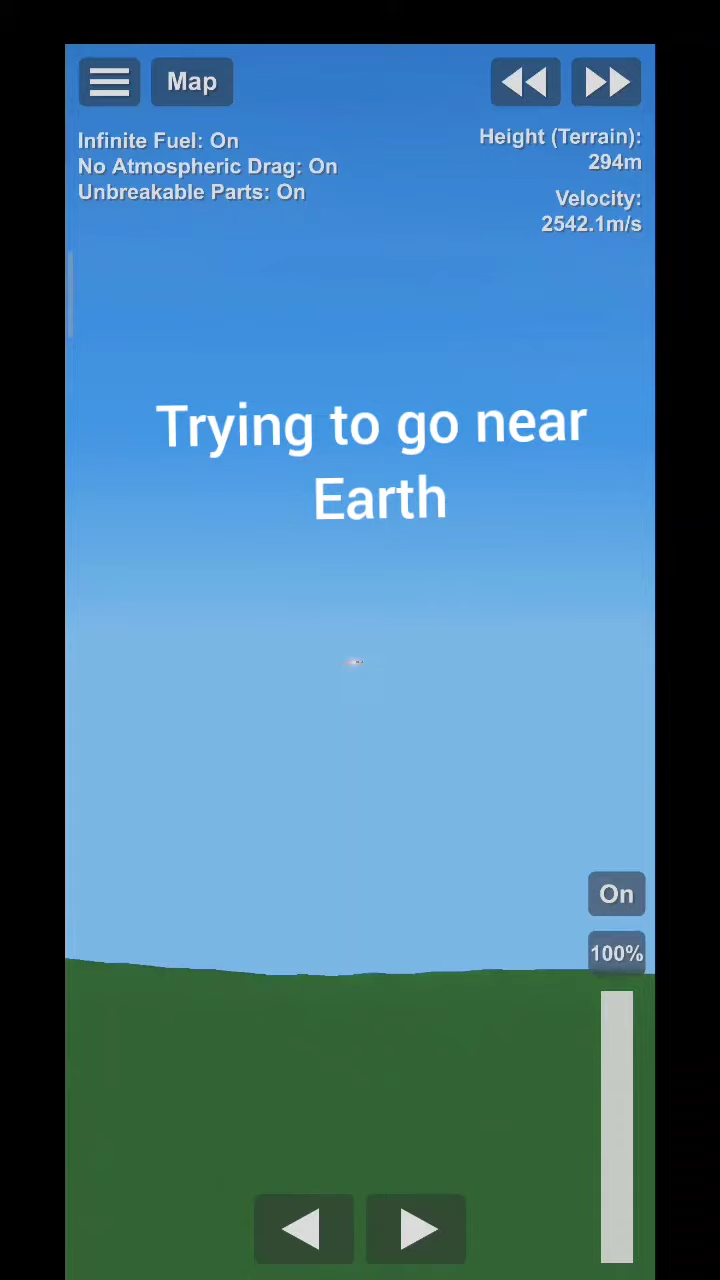 Map
Infinite Fuel: On
No Atmospheric Drag: On
Unbreakable Parts: On
Height (Terrain):
294m
Velocity:
2542.1m/s
Trying to go near
Earth
On
100%